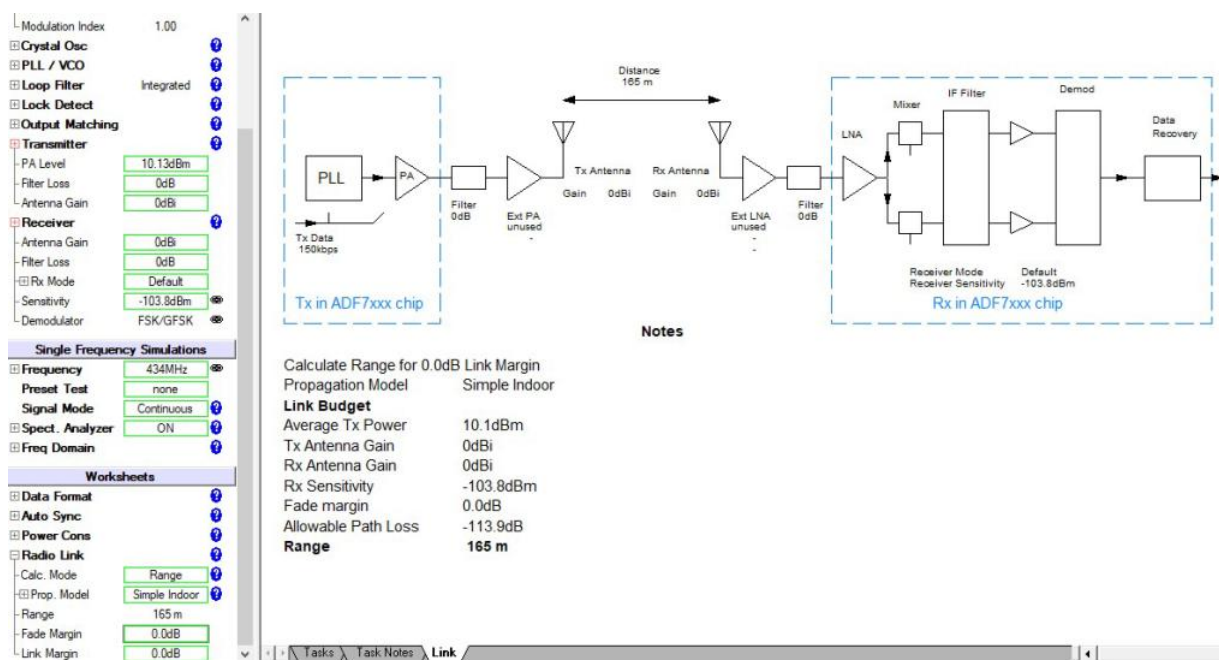 Modulation Index 1.00
Crystal Osc
PLL / VCO
Loop Filter Integrated
Lock Detect
Output Matching
Transmitter
PA Level 10.13dBm
Filter Loss 0dB
Antenna Gain 0dBi
Receiver
Antenna Gain 0dBi
Filter Loss 0dB
Rx Mode Default
Sensitivity -103.8dBm
Demodulator FSK/GFSK
Single Frequency Simulations
Frequency 434MHz
Preset Test none
Signal Mode Continuous
Spect. Analyzer ON
Freq Domain
Worksheets
Data Format
Auto Sync
Power Cons
Radio Link
Calc. Mode Range
Prop. Model Simple Indoor
Range 165 m
Fade Margin 0.0dB
Link Margin 0.0dB
Distance
165 m
PLL
PA
Tx Data
150kbps
Filter
0dB
Ext PA
unused
-
Tx Antenna
Gain 0dBi
Rx Antenna
Gain 0dBi
Ext LNA
unused
-
-
Filter
0dB
LNA
Mixer
IF Filter
Demod
Data
Recovery
Receiver Mode Default
Receiver Sensitivity -103.8dBm
Tx in ADF7xxx chip
Rx in ADF7xxx chip
Notes
Calculate Range for 0.0dB Link Margin
Propagation Model Simple Indoor
Link Budget
Average Tx Power 10.1dBm
Tx Antenna Gain 0dBi
Rx Antenna Gain 0dBi
Rx Sensitivity -103.8dBm
Fade margin 0.0dB
Allowable Path Loss -113.9dB
Range 165 m
Tasks Task Notes Link